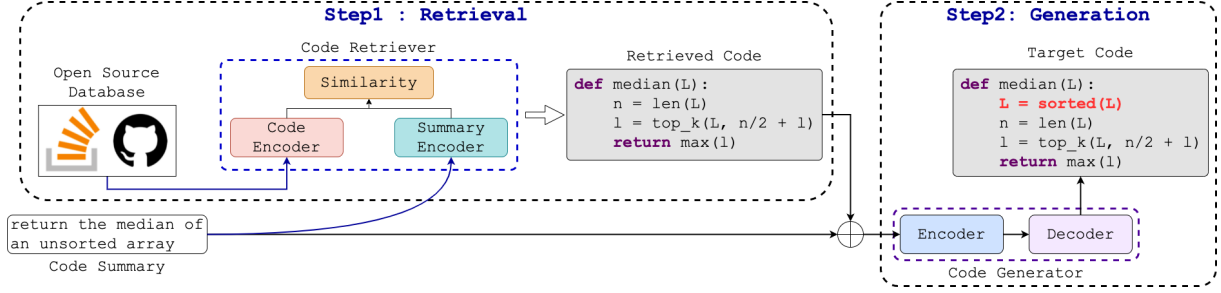 Step1 : Retrieval
Code Retriever
Open Source
Database
Similarity
Code
Encoder
Summary
Encoder
Retrieved Code
def median(L):
n = len(L)
l = top_k(L, n/2 + l)
return max(l)
return the median of
an unsorted array
Code Summary
Step2: Generation
Target Code
def median(L):
L = sorted(L)
n = len(L)
l = top_k(L, n/2 + l)
return max(l)
Encoder
Decoder
Code Generator